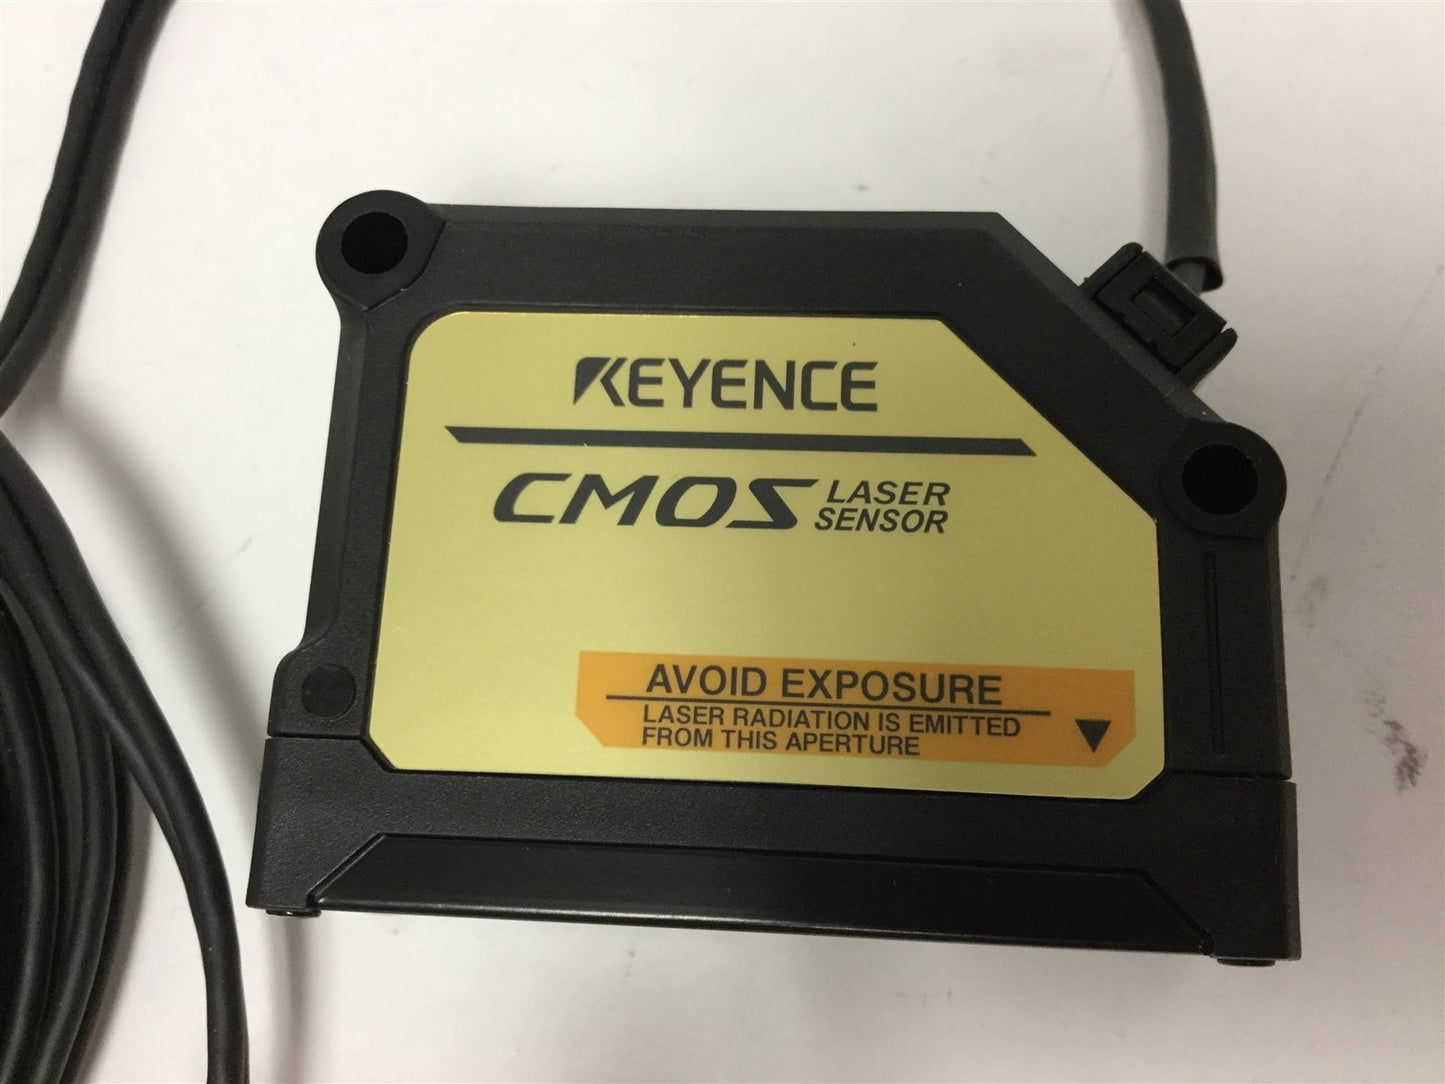 KEYENCE
CMOS LASER
SENSOR
AVOID EXPOSURE
LASER RADIATION IS EMITTED
FROM THIS APERTURE